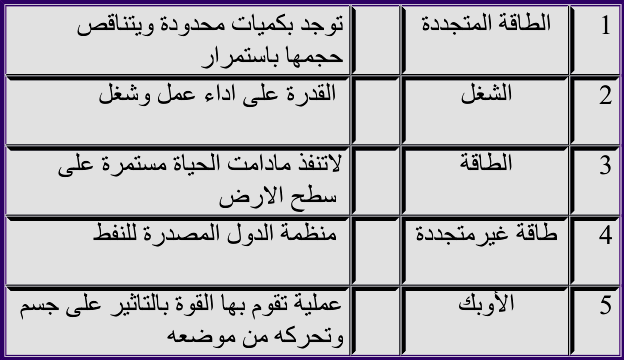 1 الطاقة المتجددة توجد بكميات محدودة ويتناقص
حجمها باستمرار
2 الشغل القدرة على اداء عمل وشغل
3 الطاقة لاتنفذ مادامت الحياة مستمرة على
سطح الارض
4 طاقة غيرمتجددة منظمة الدول المصدرة للنفط
5 الأوبك عملية تقوم بها القوة بالتاثير على جسم
وتحركه من موضعه